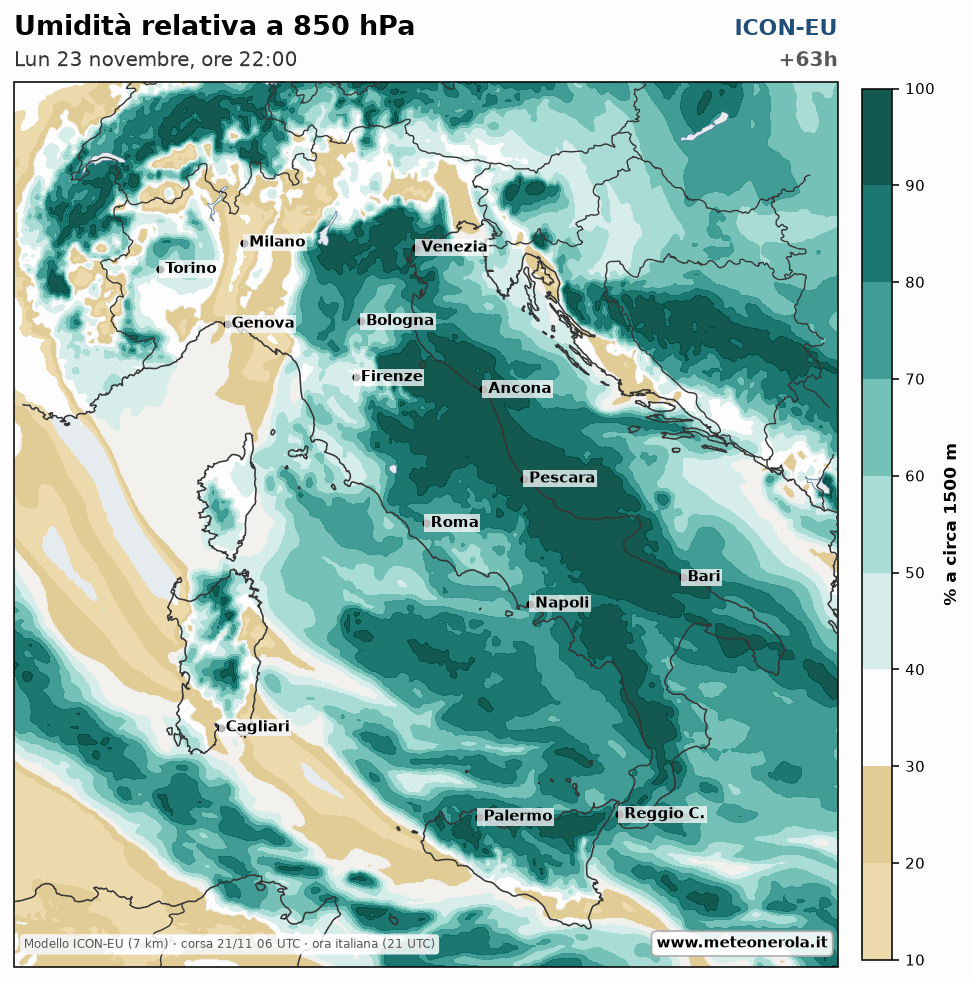 Umidità relativa a 850 hPa
ICON-EU
Lun 23 novembre, ore 22:00
+63h
100
90
80
70
60
50
40
30
20
10
% a circa 1500 m
Milano
Venezia
Torino
Genova
Bologna
Firenze
Ancona
Pescara
Roma
Bari
Napoli
Cagliari
Palermo
Reggio C.
Modello ICON-EU (7 km) · corsa 21/11 06 UTC · ora italiana (21 UTC)
www.meteonerola.it